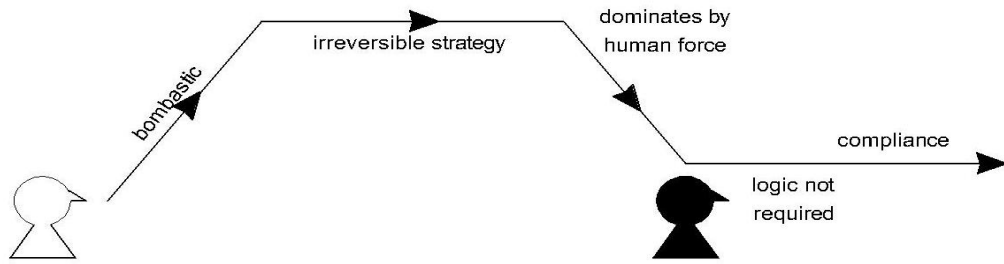 bombastic
irreversible strategy
dominates by
human force
compliance
logic not
required